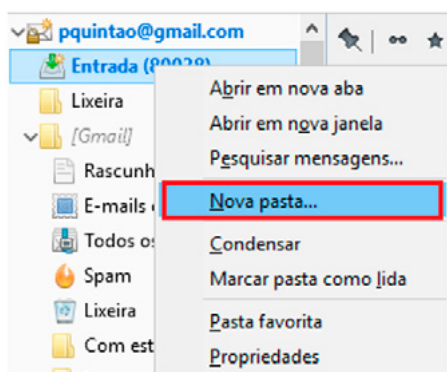 pquintao@gmail.com
Entrada (80028)
Lixeira
[Gmail]
Rascunh
E-mails
Todos os
Spam
Lixeira
Com est
Abrir em nova aba
Abrir em nova janela
Pesquisar mensagens...
Nova pasta...
Condensar
Marcar pasta como lida
Pasta favorita
Propriedades